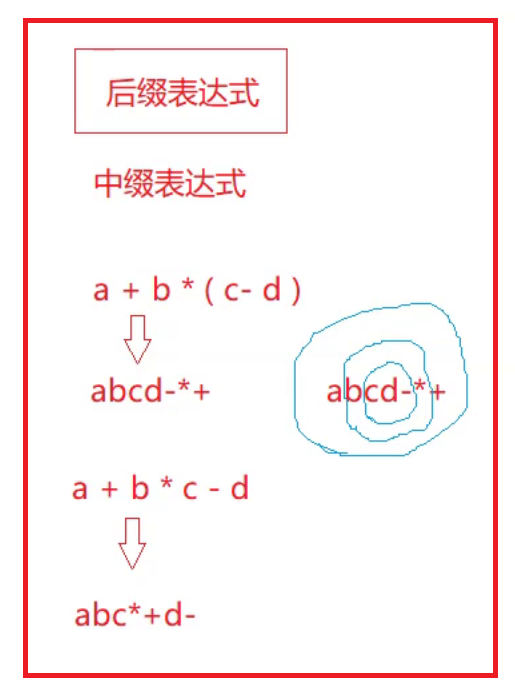 后缀表达式
中缀表达式
a + b * ( c- d )
abcd-*+ abcd-*+
a + b * c - d
abc*+d-